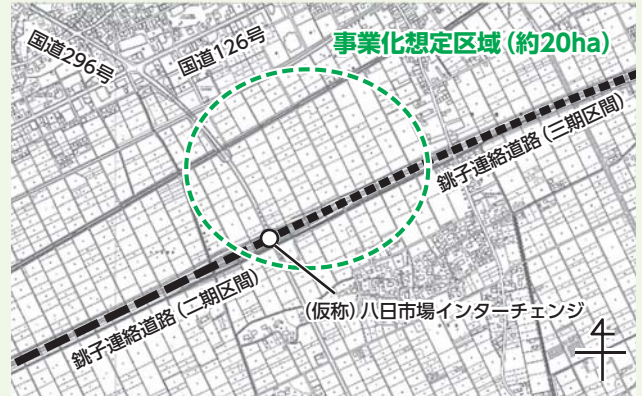 国道296号
国道126号
事業化想定区域(約20ha)
銚子連絡道路(三期区間)
銚子連絡道路(二期区間)
(仮称)八日市場インターチェンジ